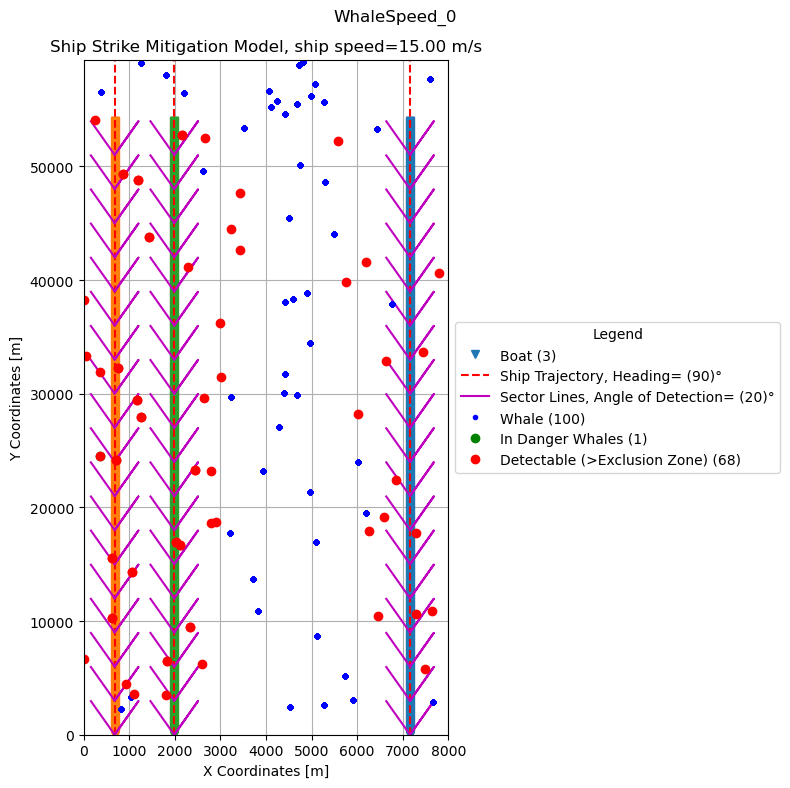 WhaleSpeed_0
Ship Strike Mitigation Model, ship speed=15.00 m/s
50000
40000
30000
20000
10000
0
0 1000 2000 3000 4000 5000 6000 7000 8000
X Coordinates [m]
Y Coordinates [m]
Legend
Boat (3)
Ship Trajectory, Heading= (90)°
Sector Lines, Angle of Detection= (20)°
Whale (100)
In Danger Whales (1)
Detectable (>Exclusion Zone) (68)